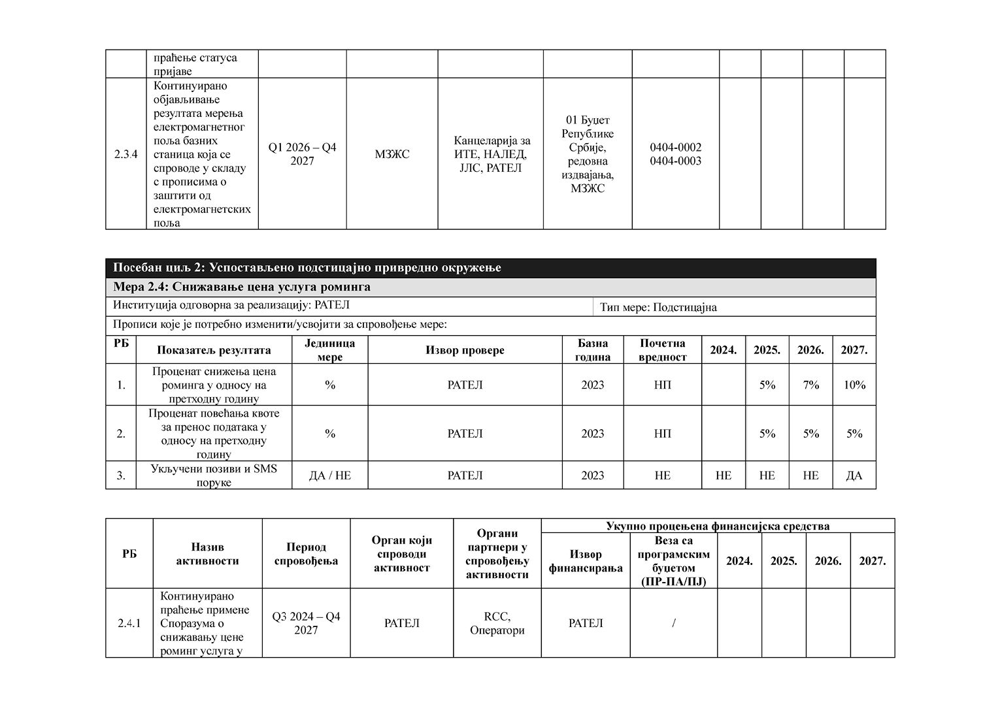 праћење статуса
пријаве
2.3.4
Континуирано
објављивање
резултата мерења
електромагнетног
поља базних
станица која се
спроводе у складу
с прописима о
заштити од
електромагнетских
поља
Q1 2026 – Q4
2027
МЗЖС
Канцеларија за
ИТЕ, НАЛЕД,
ЈЛС, РАТЕЛ
01 Буџет
Републике
Србије,
редовна
издвајања,
МЗЖС
0404-0002
0404-0003
Посебан циљ 2: Успостављено подстицајно привредно окружење
Мера 2.4: Снижавање цена услуга роминга
Институција одговорна за реализацију: РАТЕЛ
Тип мере: Подстицајна
Прописи које је потребно изменити/усвојити за спровођење мере:
РБ
Показатељ резултата
Јединица
мере
Извор провере
Базна
година
Почетна
вредност
2024.
2025.
2026.
2027.
1.
Проценат снижења цена
роминга у односу на
претходну годину
%
РАТЕЛ
2023
НП
5%
7%
10%
2.
Проценат повећања квоте
за пренос података у
односу на претходну
годину
%
РАТЕЛ
2023
НП
5%
5%
5%
3.
Укључени позиви и SMS
поруке
ДА / НЕ
РАТЕЛ
2023
НЕ
НЕ
НЕ
НЕ
ДА
РБ
Назив
активности
Период
спровођења
Орган који
спроводи
активност
Органи
партнери у
спровођењу
активности
Укупно процењена финансијска средства
Извор
финансирања
Веза са
програмским
буџетом
(ПР-ПА/ПЈ)
2024.
2025.
2026.
2027.
2.4.1
Континуирано
праћење примене
Споразума о
снижавању цене
роминг услуга у
Q3 2024 – Q4
2027
РАТЕЛ
RCC,
Оператори
РАТЕЛ
/